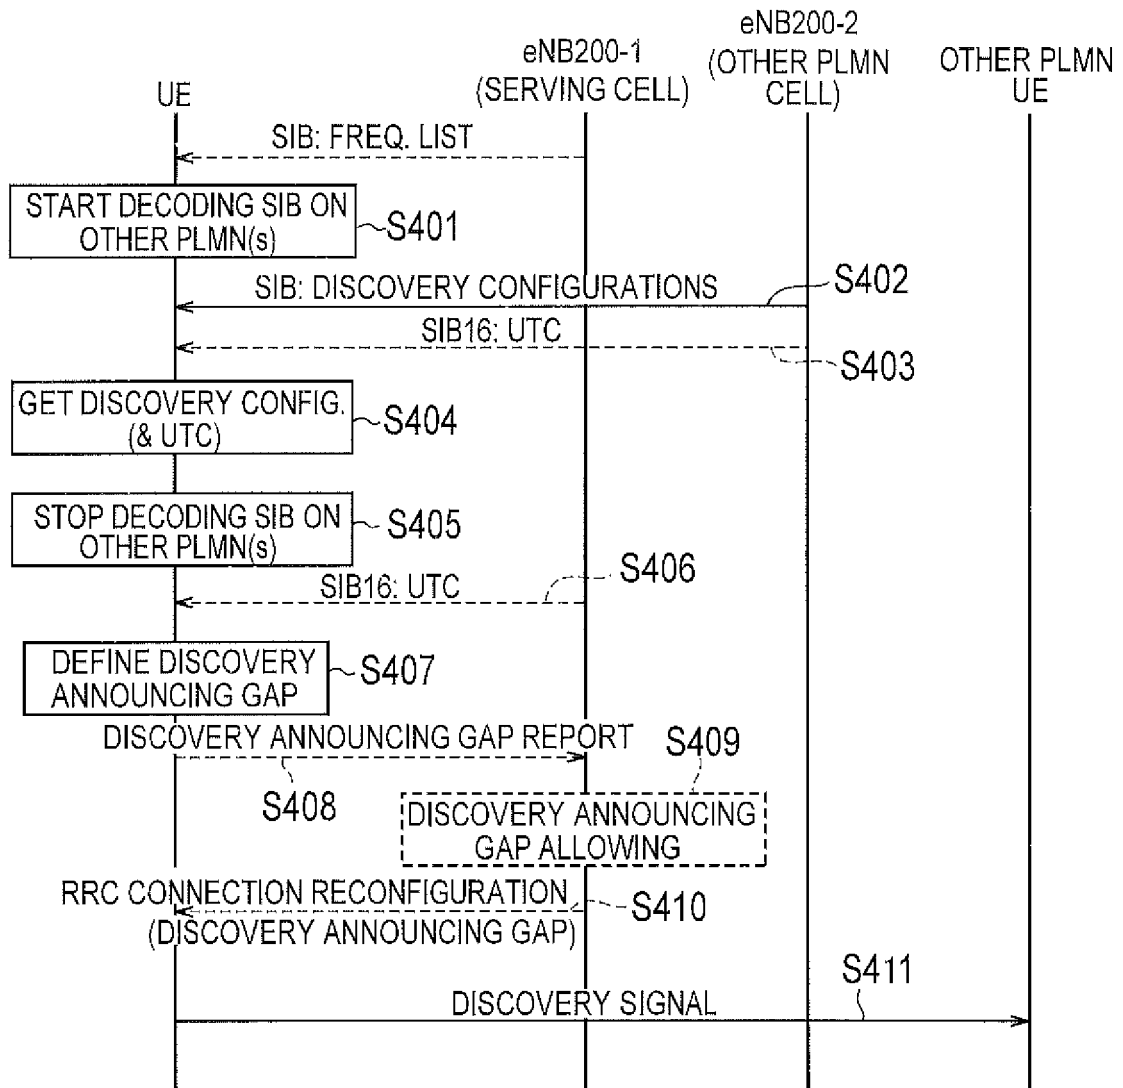 UE
eNB200-1
(SERVING CELL)
eNB200-2
(OTHER PLMN
CELL)
OTHER PLMN
UE
SIB: FREQ. LIST
START DECODING SIB ON
OTHER PLMN(s)
S401
SIB: DISCOVERY CONFIGURATIONS
S402
SIB16: UTC
S403
GET DISCOVERY CONFIG.
(& UTC)
S404
STOP DECODING SIB ON
OTHER PLMN(s)
S405
SIB16: UTC
S406
DEFINE DISCOVERY
ANNOUNCING GAP
S407
DISCOVERY ANNOUNCING GAP REPORT
S408
S409
DISCOVERY ANNOUNCING
GAP ALLOWING
RRC CONNECTION RECONFIGURATION
(DISCOVERY ANNOUNCING GAP)
S410
S411
DISCOVERY SIGNAL